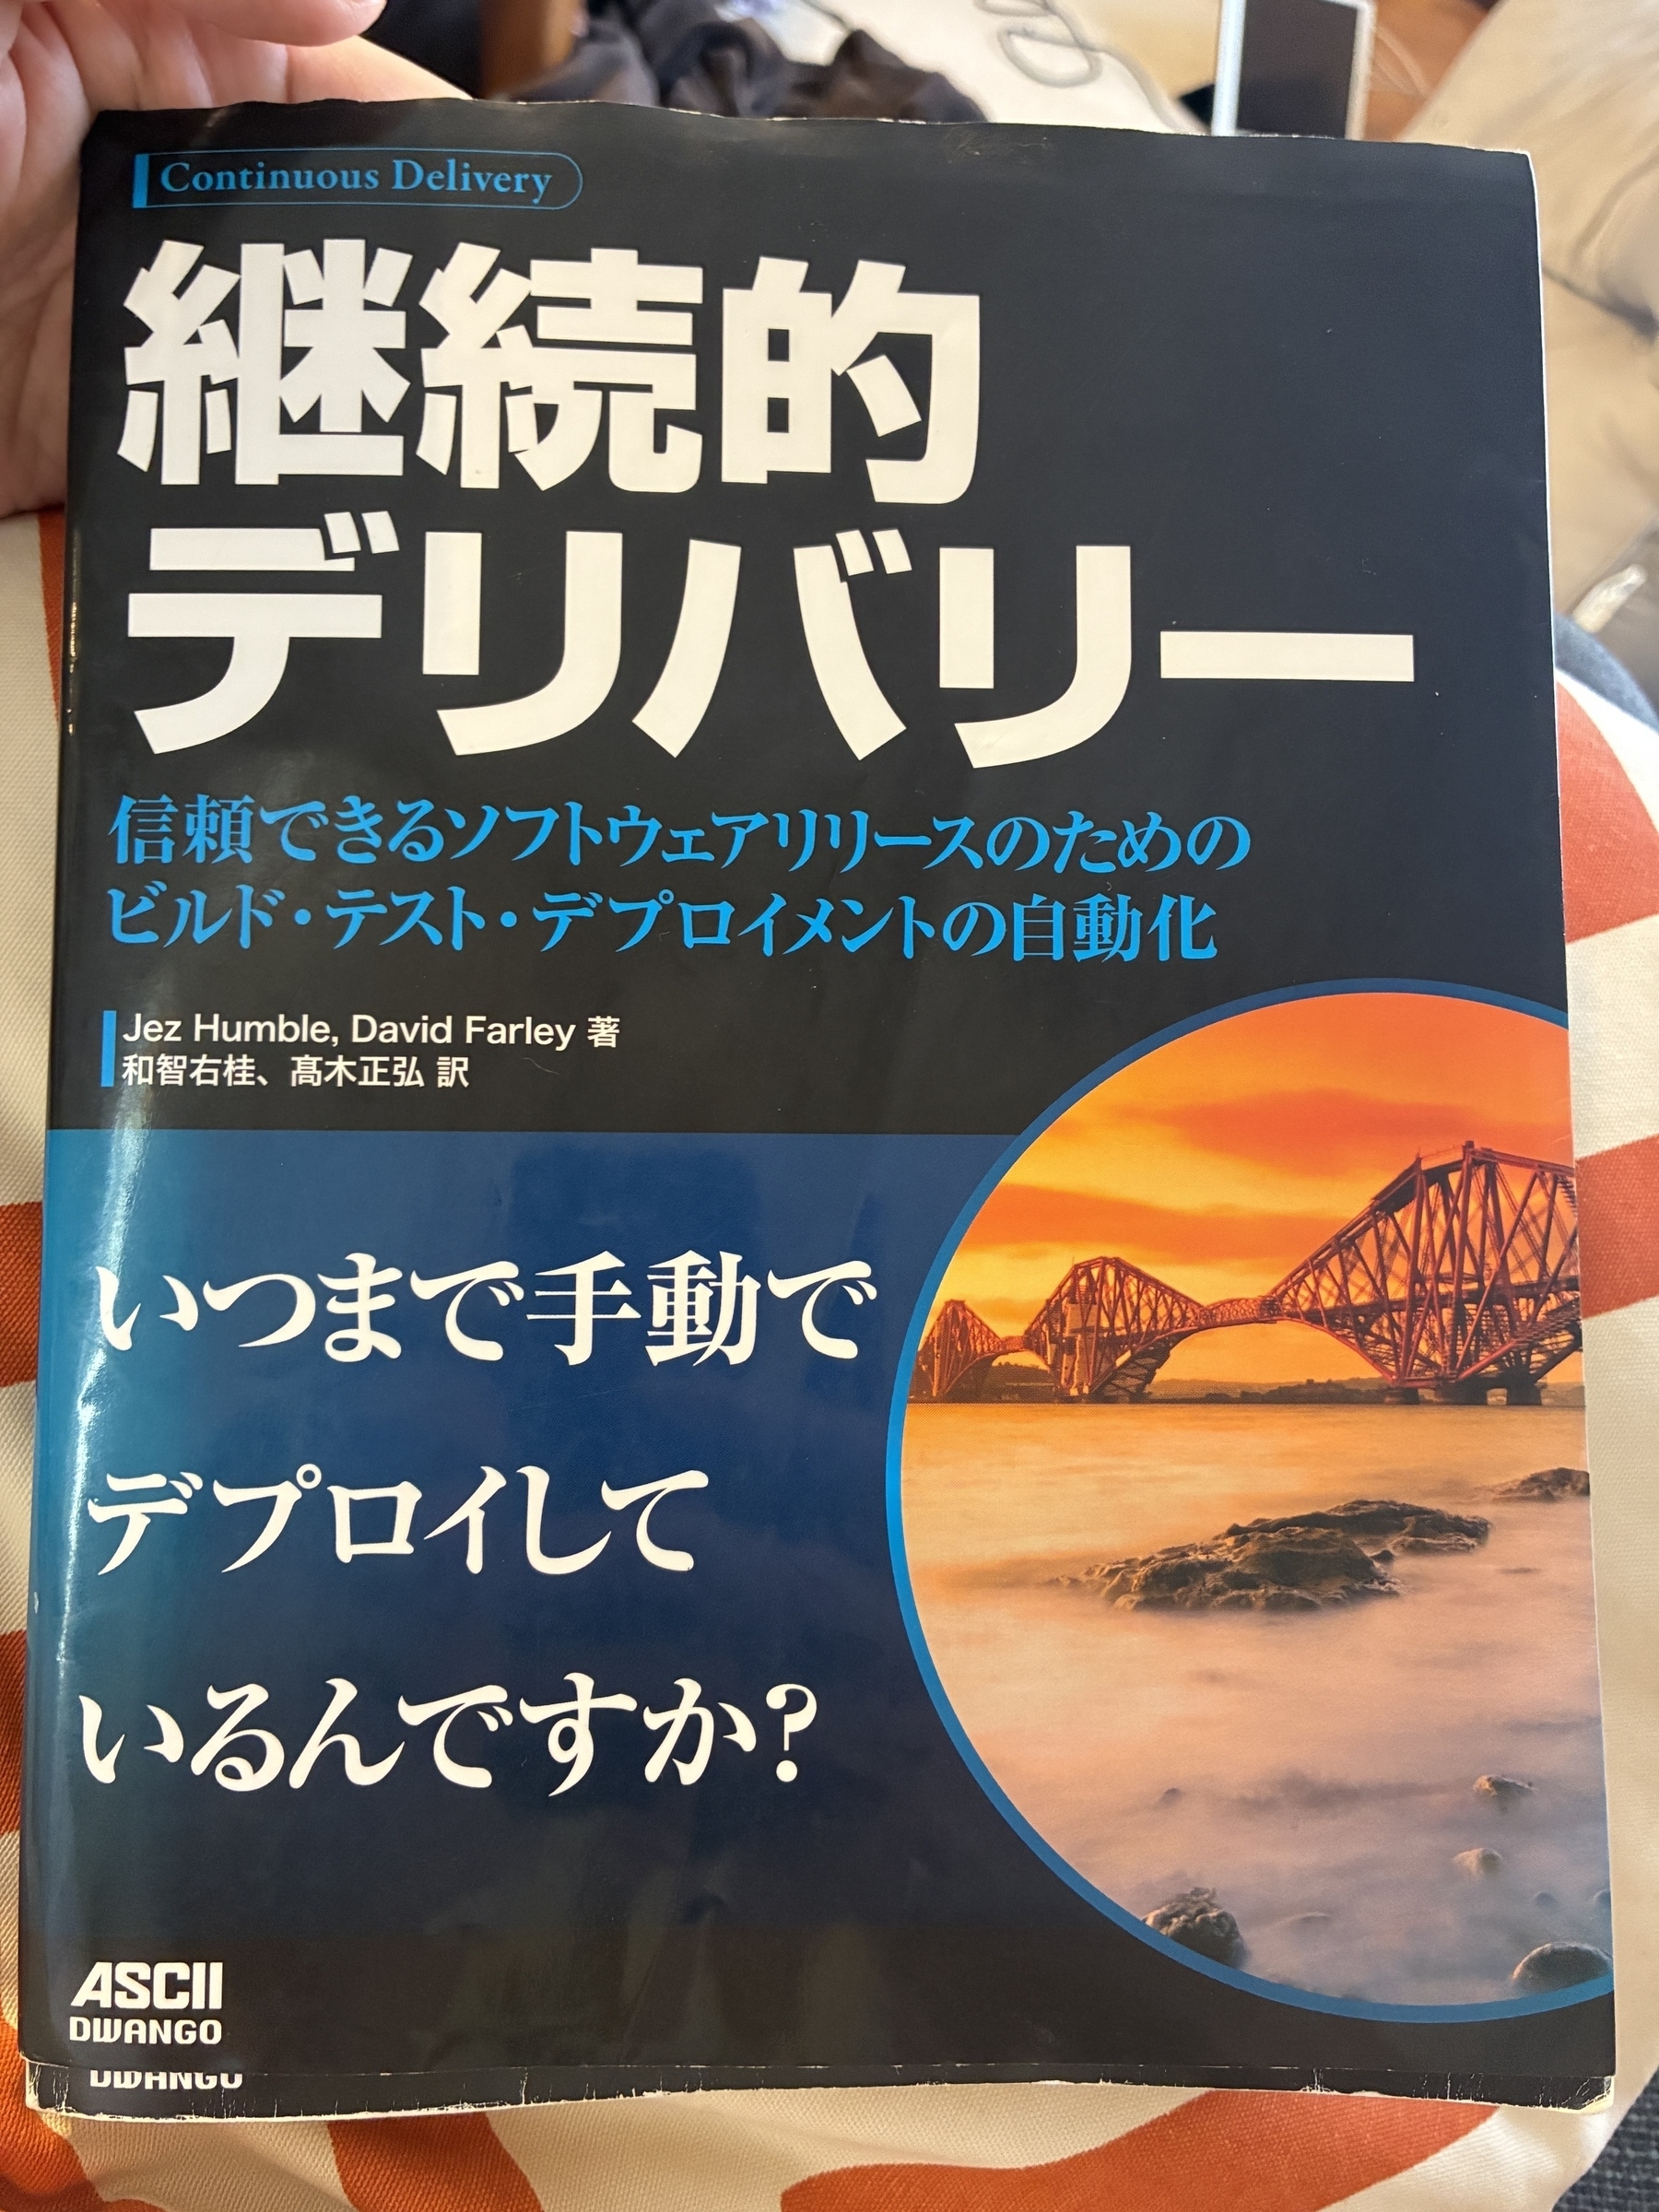 Continuous Delivery
継続的
デリバリー
信頼できるソフトウェアリリースのための
ビルド・テスト・デプロイメントの自動化
Jez Humble, David Farley 著
和智右桂、髙木正弘 訳
いつまで手動で
デプロイして
いるんですか?
ASCII
DWANGO
DWANGO